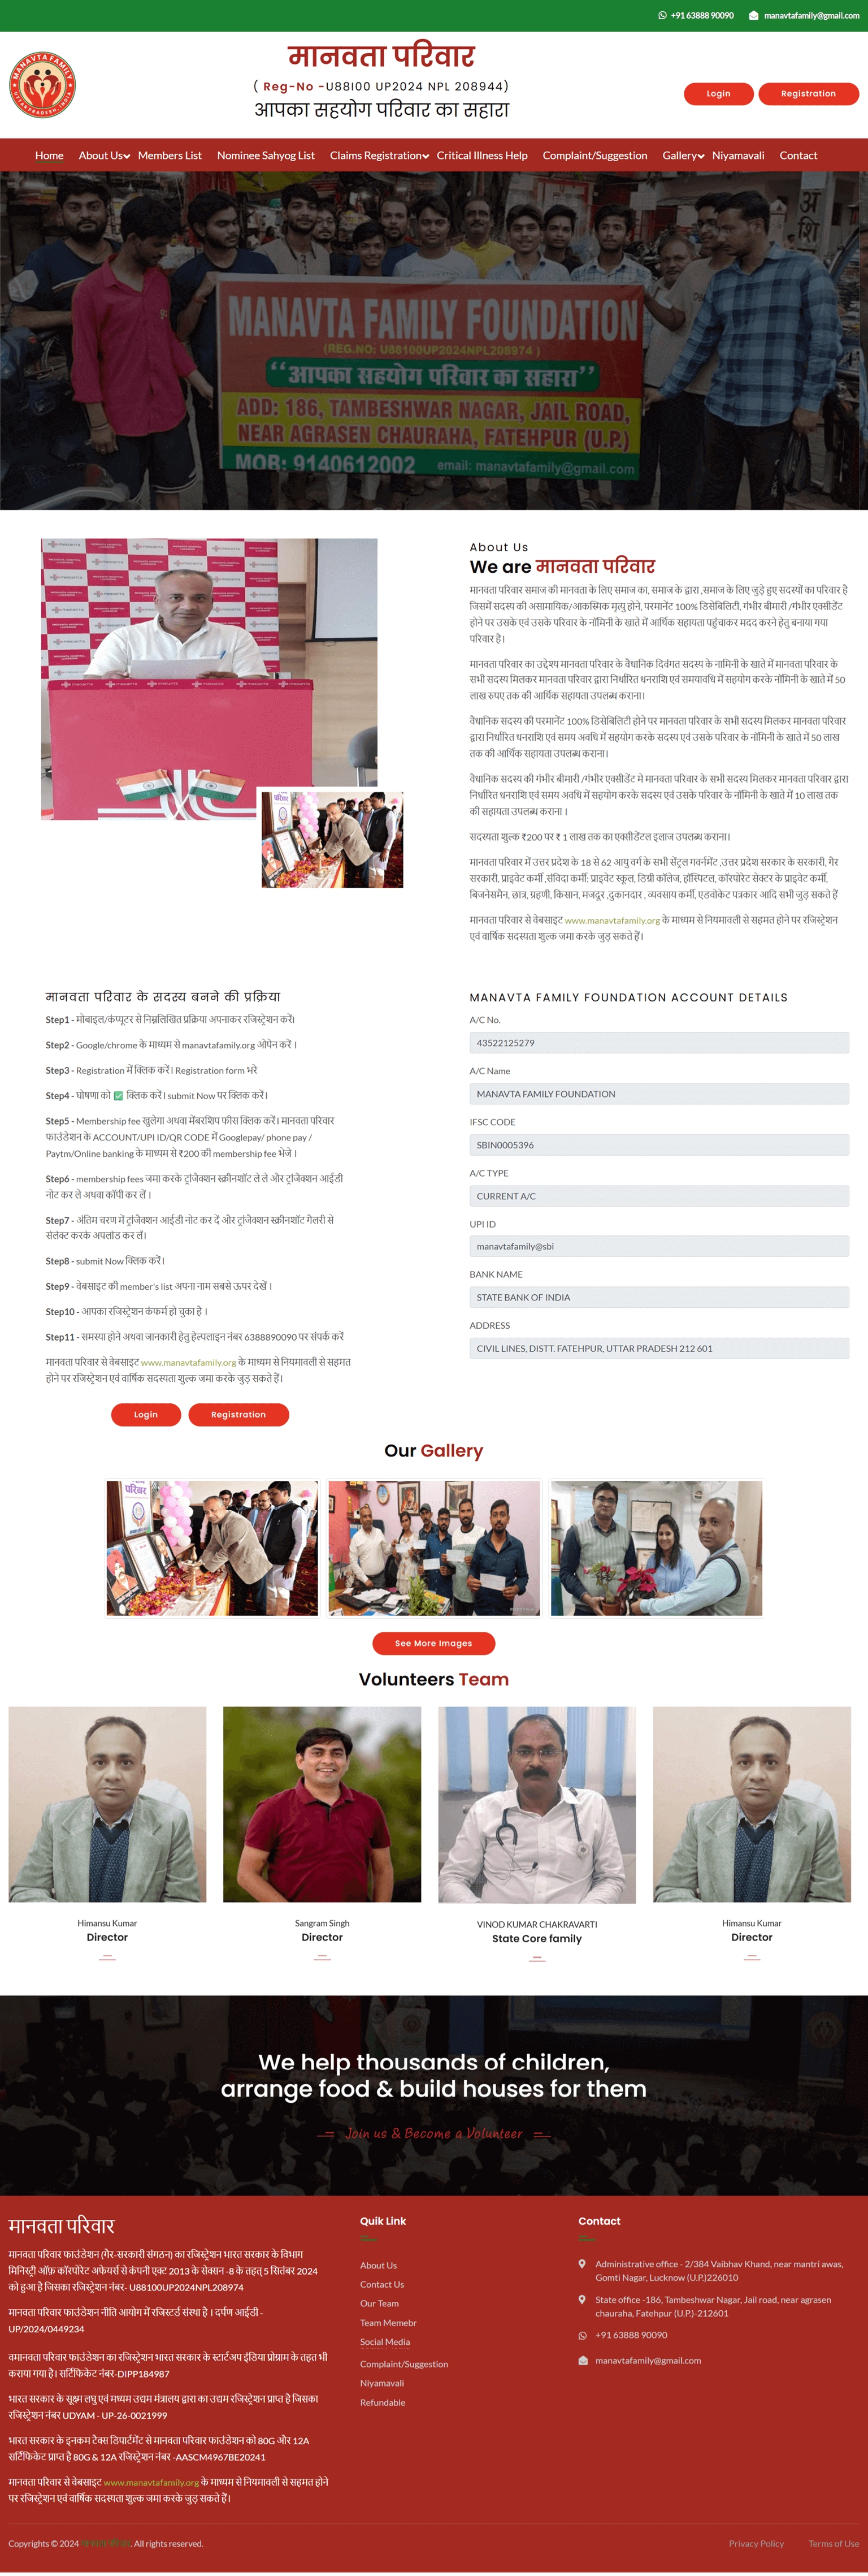 +91 63888 90090 manavtafamily@gmail.com
MANAVTA FAMILY
UTTAR PRADESH, INDIA
मानवता परिवार
( Reg-No -U88100 UP2024 NPL 208944)
आपका सहयोग परिवार का सहारा
Login Registration
Home About Us Members List Nominee Sahyog List Claims Registration Critical Illness Help Complaint/Suggestion Gallery Niyamavali Contact
MANAVTA FAMILY FOUNDATION
(REG.NO: U88100UP2024NPL208974 )
“आपका सहयोग परिवार का सहारा”
ADD: 186, TAMBESHWAR NAGAR, JAIL ROAD,
NEAR AGRASEN CHAURAHA, FATEHPUR (U.P.)
MOB: 9140612002 email: manavtafamily@gmail.com
About Us
We are मानवता परिवार
मानवता परिवार समाज की मानवता के लिए समाज का, समाज के द्वारा ,समाज के लिए जुड़े हुए सदस्यों का परिवार है
जिसमें सदस्य की असामायिक/आकस्मिक मृत्यु होने, परमानेंट 100% डिसेबिलिटी, गंभीर बीमारी /गंभीर एक्सीडेंट
होने पर उसके एवं उसके परिवार के नॉमिनी के खाते में आर्थिक सहायता पहुंचाकर मदद करने हेतु बनाया गया
परिवार है।
मानवता परिवार का उद्देश्य मानवता परिवार के वैधानिक दिवंगत सदस्य के नामिनी के खाते में मानवता परिवार के
सभी सदस्य मिलकर मानवता परिवार द्वारा निर्धारित धनराशि एवं समयावधि में सहयोग करके नॉमिनी के खाते में 50
लाख रुपए तक की आर्थिक सहायता उपलब्ध कराना।
वैधानिक सदस्य की परमानेंट 100% डिसेबिलिटी होने पर मानवता परिवार के सभी सदस्य मिलकर मानवता परिवार
द्वारा निर्धारित धनराशि एवं समय अवधि में सहयोग करके सदस्य एवं उसके परिवार के नॉमिनी के खाते में 50 लाख
तक की आर्थिक सहायता उपलब्ध कराना।
वैधानिक सदस्य की गंभीर बीमारी /गंभीर एक्सीडेंट मे मानवता परिवार के सभी सदस्य मिलकर मानवता परिवार द्वारा
निर्धारित धनराशि एवं समय अवधि में सहयोग करके सदस्य एवं उसके परिवार के नॉमिनी के खाते में 10 लाख तक
की सहायता उपलब्ध कराना ।
सदस्यता शुल्क ₹200 पर ₹ 1 लाख तक का एक्सीडेंटल इलाज उपलब्ध कराना।
मानवता परिवार में उत्तर प्रदेश के 18 से 62 आयु वर्ग के सभी सेंट्रल गवर्नमेंट ,उत्तर प्रदेश सरकार के सरकारी, गैर
सरकारी, प्राइवेट कर्मी ,संविदा कर्मी: प्राइवेट स्कूल, डिग्री कॉलेज, हॉस्पिटल, कॉरपोरेट सेक्टर के प्राइवेट कर्मी,
बिजनेसमेन, छात्र, ग्रहणी, किसान, मजदूर ,दुकानदार , व्यवसाय कर्मी, एडवोकेट पत्रकार आदि सभी जुड़ सकते हैं
मानवता परिवार से वेबसाइट www.manavtafamily.org के माध्यम से नियमावली से सहमत होने पर रजिस्ट्रेशन
एवं वार्षिक सदस्यता शुल्क जमा करके जुड़ सकते हैं।
मानवता परिवार के सदस्य बनने की प्रक्रिया
Step1 - मोबाइल/कंप्यूटर से निम्नलिखित प्रक्रिया अपनाकर रजिस्ट्रेशन करें।
Step2 - Google/chrome के माध्यम से manavtafamily.org ओपेन करें ।
Step3 - Registration में क्लिक करें। Registration form भरे
Step4 - घोषणा को ✅ क्लिक करें। submit Now पर क्लिक करें।
Step5 - Membership fee खुलेगा अथवा मेंबरशिप फीस क्लिक करें। मानवता परिवार
फाउंडेशन के ACCOUNT/UPI ID/QR CODE में Googlepay/ phone pay /
Paytm/Online banking के माध्यम से ₹200 की membership fee भेजे ।
Step6 - membership fees जमा करके ट्रांजैक्शन स्क्रीनशॉट ले ले और ट्रांजैक्शन आईडी
नोट कर ले अथवा कॉपी कर लें ।
Step7 - अंतिम चरण में ट्रांजैक्शन आईडी नोट कर दें और ट्रांजैक्शन स्क्रीनशॉट गैलरी से
सेलेक्ट करके अपलोड कर लें।
Step8 - submit Now क्लिक करें।
Step9 - वेबसाइट की member's list अपना नाम सबसे ऊपर देखें ।
Step10 - आपका रजिस्ट्रेशन कंफर्म हो चुका है ।
Step11 - समस्या होने अथवा जानकारी हेतु हेल्पलाइन नंबर 6388890090 पर संपर्क करें
मानवता परिवार से वेबसाइट www.manavtafamily.org के माध्यम से नियमावली से सहमत
होने पर रजिस्ट्रेशन एवं वार्षिक सदस्यता शुल्क जमा करके जुड़ सकते हैं।
Login Registration
MANAVTA FAMILY FOUNDATION ACCOUNT DETAILS
A/C No.
43522125279
A/C Name
MANAVTA FAMILY FOUNDATION
IFSC CODE
SBIN0005396
A/C TYPE
CURRENT A/C
UPI ID
manavtafamily@sbi
BANK NAME
STATE BANK OF INDIA
ADDRESS
CIVIL LINES, DISTT. FATEHPUR, UTTAR PRADESH 212 601
Our Gallery
परिवार
See More Images
Volunteers Team
Himansu Kumar
Director
Sangram Singh
Director
VINOD KUMAR CHAKRAVARTI
State Core family
Himansu Kumar
Director
We help thousands of children,
arrange food & build houses for them
Join us & Become a Volunteer
मानवता परिवार
मानवता परिवार फाउंडेशन (गैर-सरकारी संगठन) का रजिस्ट्रेशन भारत सरकार के विभाग
मिनिस्ट्री ऑफ़ कॉरपोरेट अफेयर्स से कंपनी एक्ट 2013 के सेक्सन -8 के तहत् 5 सितंबर 2024
को हुआ है जिसका रजिस्ट्रेशन नंबर- U88100UP2024NPL208974
मानवता परिवार फाउंडेशन नीति आयोग में रजिस्टर्ड संस्था है । दर्पण आईडी -
UP/2024/0449234
वमानवता परिवार फाउंडेशन का रजिस्ट्रेशन भारत सरकार के स्टार्टअप इंडिया प्रोग्राम के तहत भी
कराया गया है। सर्टिफिकेट नंबर-DIPP184987
भारत सरकार के सूक्ष्म लघु एवं मध्यम उद्यम मंत्रालय द्वारा का उद्यम रजिस्ट्रेशन प्राप्त है जिसका
रजिस्ट्रेशन नंबर UDYAM - UP-26-0021999
भारत सरकार के इनकम टैक्स डिपार्टमेंट से मानवता परिवार फाउंडेशन को 80G और 12A
सर्टिफिकेट प्राप्त है 80G & 12A रजिस्ट्रेशन नंबर -AASCM4967BE20241
मानवता परिवार से वेबसाइट www.manavtafamily.org के माध्यम से नियमावली से सहमत होने
पर रजिस्ट्रेशन एवं वार्षिक सदस्यता शुल्क जमा करके जुड़ सकते हैं।
Quik Link
About Us
Contact Us
Our Team
Team Memebr
Social Media
Complaint/Suggestion
Niyamavali
Refundable
Contact
Administrative office - 2/384 Vaibhav Khand, near mantri awas,
Gomti Nagar, Lucknow (U.P.)226010
State office -186, Tambeshwar Nagar, Jail road, near agrasen
chauraha, Fatehpur (U.P.)-212601
+91 63888 90090
manavtafamily@gmail.com
Copyrights © 2024 मानवता परिवार. All rights reserved.
Privacy Policy Terms of Use